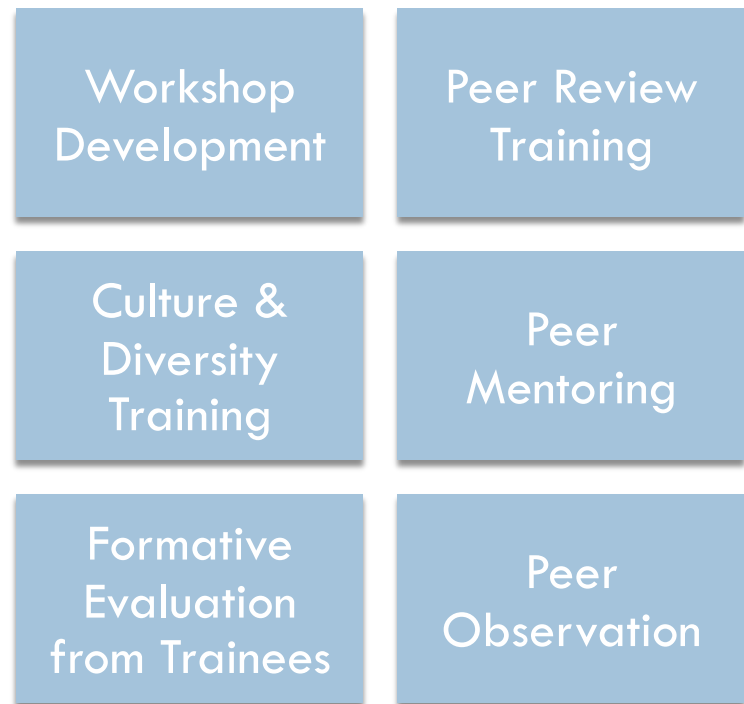 Workshop
Development
Peer Review
Training
Culture &
Diversity
Training
Peer
Mentoring
Formative
Evaluation
from Trainees
Peer
Observation